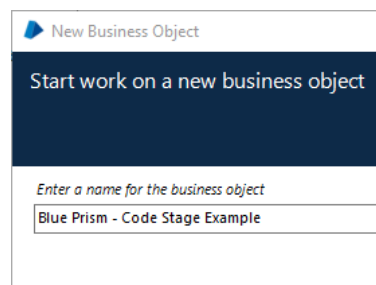 New Business Object
Start work on a new business object
Enter a name for the business object
Blue Prism - Code Stage Example